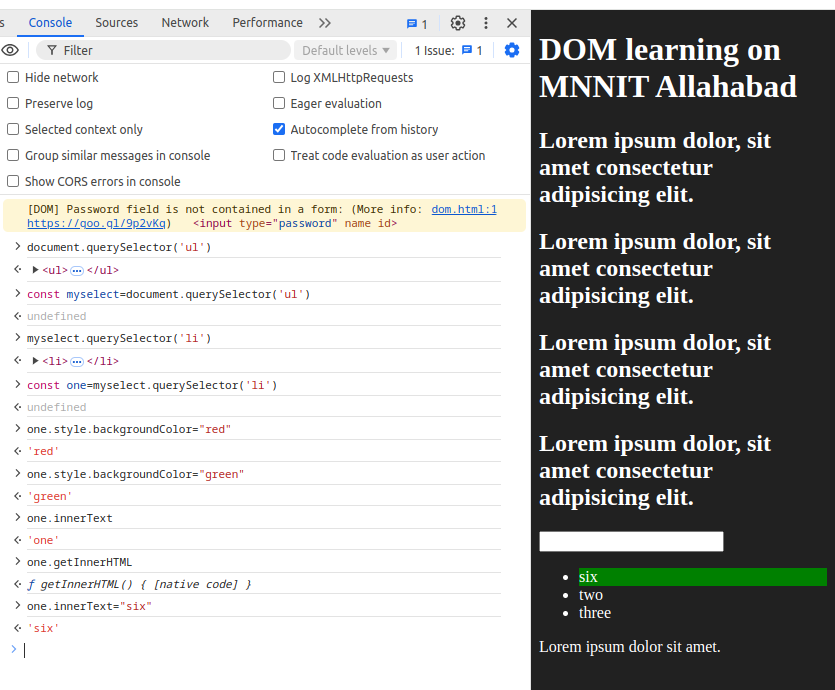 s Console Sources Network Performance 1
Filter Default levels ▼ 1 Issue: 1
Hide network Log XMLHttpRequests
Preserve log Eager evaluation
Selected context only Autocomplete from history
Group similar messages in console Treat code evaluation as user action
Show CORS errors in console
[DOM] Password field is not contained in a form: (More info: dom.html:1
https://goo.gl/9p2vKq) <input type="password" name id>
> document.querySelector('ul')
<ul>…</ul>
> const myselect=document.querySelector('ul')
undefined
> myselect.querySelector('li')
<li>…</li>
> const one=myselect.querySelector('li')
undefined
> one.style.backgroundColor="red"
'red'
> one.style.backgroundColor="green"
'green'
> one.innerText
'one'
> one.getInnerHTML
ƒ getInnerHTML() { [native code] }
> one.innerText="six"
'six'
>
DOM learning on
MNNIT Allahabad
Lorem ipsum dolor, sit
amet consectetur
adipisicing elit.
Lorem ipsum dolor, sit
amet consectetur
adipisicing elit.
Lorem ipsum dolor, sit
amet consectetur
adipisicing elit.
Lorem ipsum dolor, sit
amet consectetur
adipisicing elit.
• six
• two
• three
Lorem ipsum dolor sit amet.